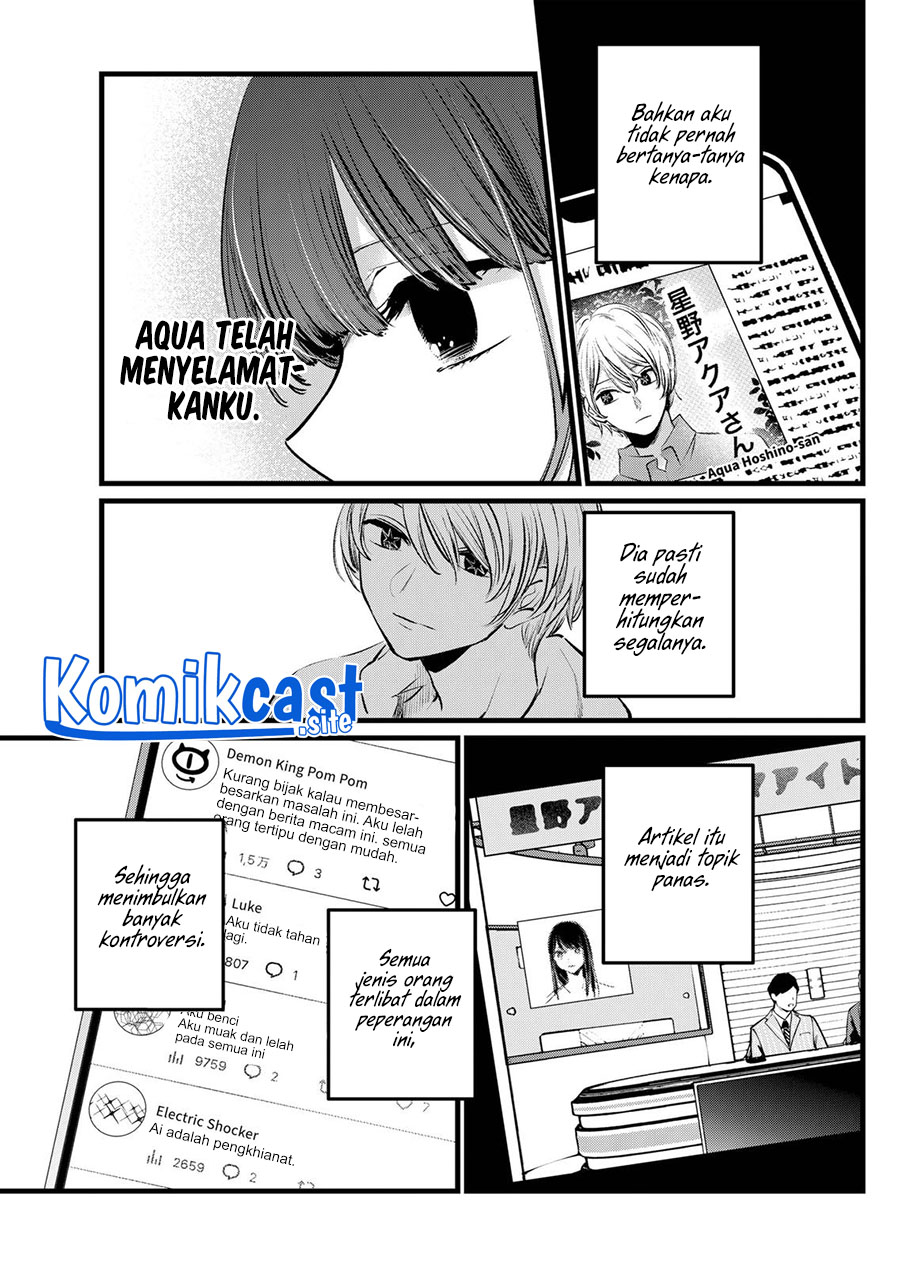 Bahkan aku
tidak pernah
bertanya-tanya
kenapa.
星野アクアさん
Aqua Hoshino-san
AQUA TELAH
MENYELAMAT-
KANKU.
Dia pasti
sudah
memper-
hitungkan
segalanya.
Komikcast
.site
Artikel itu
menjadi topik
panas.
Demon King Pom Pom
Kurang bijak kalau membesar-
besarkan masalah ini. Aku lelah
dengan berita macam ini. semua
orang tertipu dengan mudah.
1,5万 3
Luke
Aku tidak tahan
lagi.
807 1
Aku benci
Aku muak dan lelah
pada semua ini
9759 2
7
Electric Shocker
Ai adalah pengkhianat.
2659 2
Semua
jenis orang
terlibat dalam
peperangan
ini,
Sehingga
menimbulkan
banyak
kontroversi.